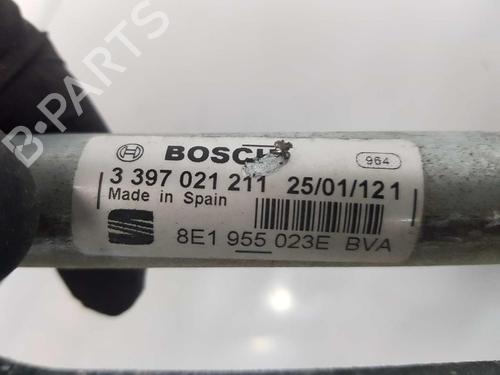 B-PARTS
BOSCH
964
3 397 021 211 25/01/121
Made in Spain
8E1 955 023E BVA